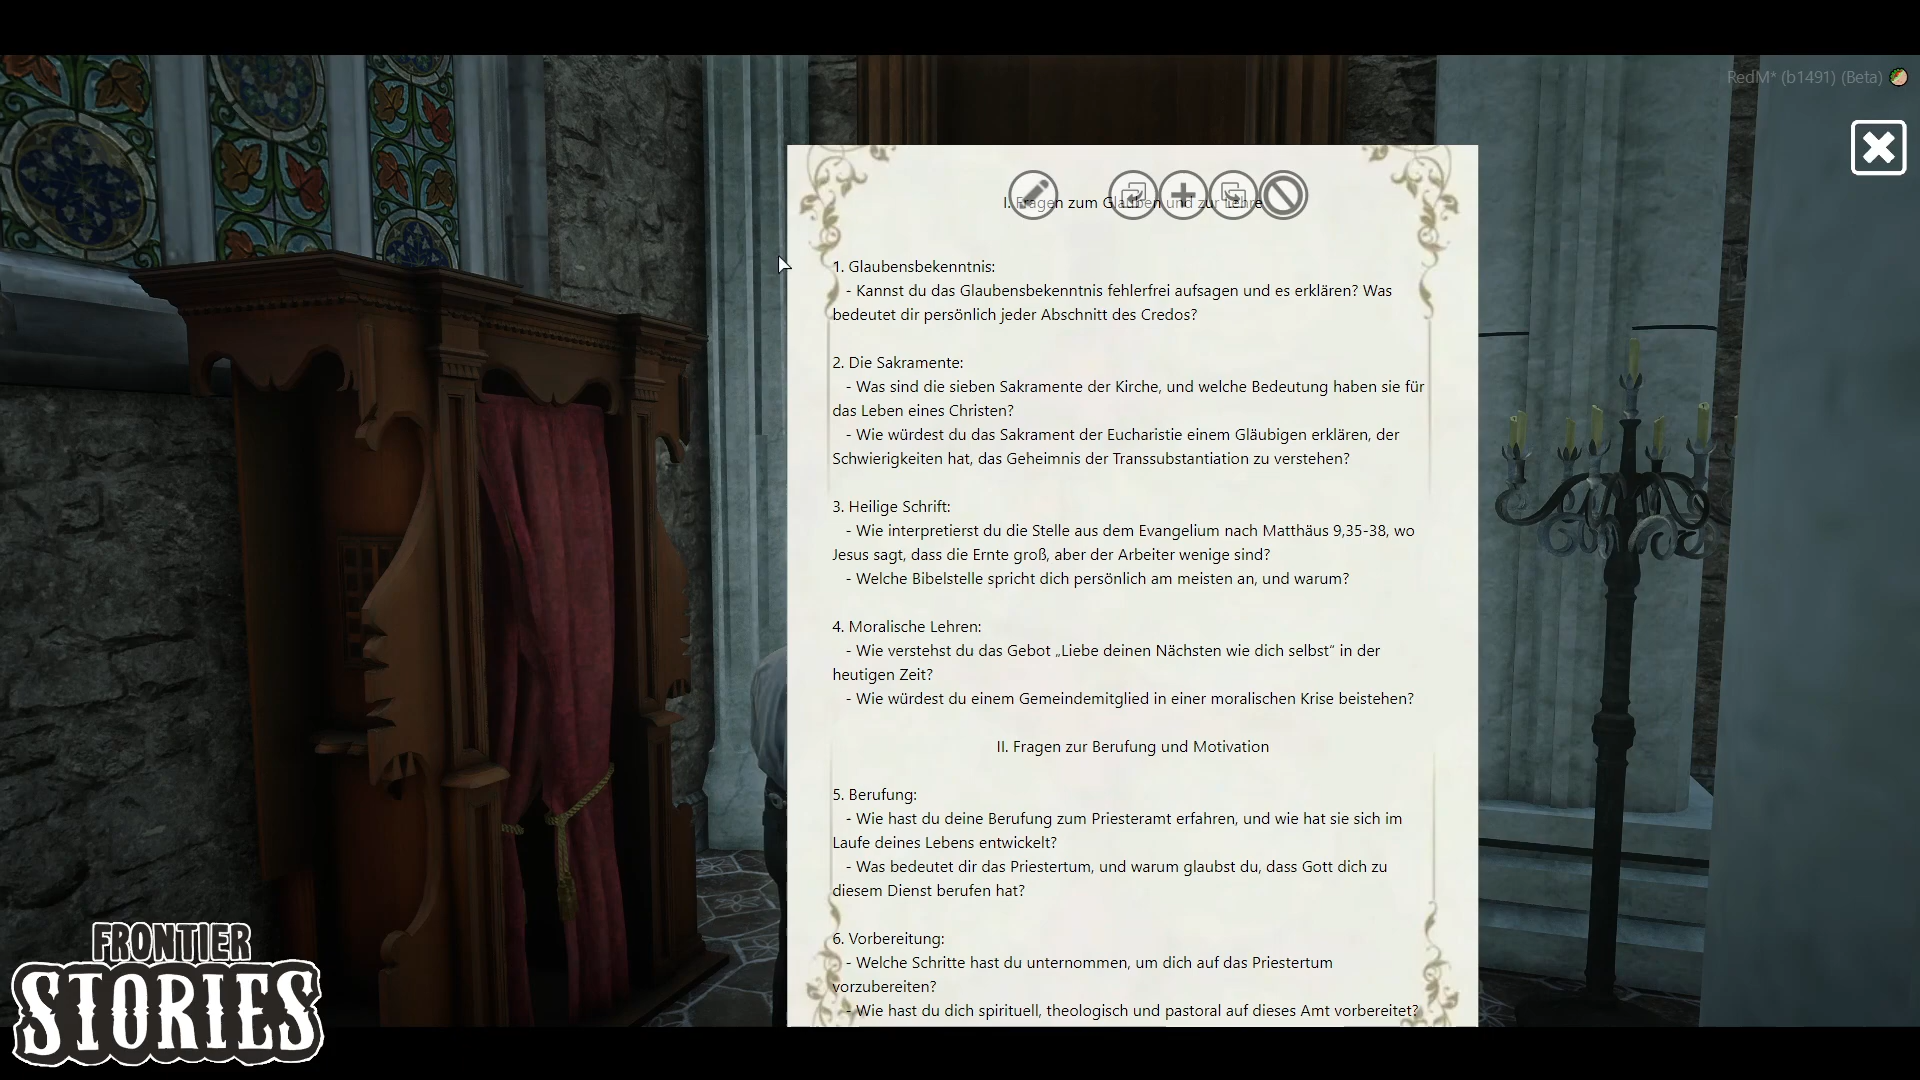 RedM* (b1491) (Beta)
I. Fragen zum Glauben und zur Lehre
1. Glaubensbekenntnis:
- Kannst du das Glaubensbekenntnis fehlerfrei aufsagen und es erklären? Was
bedeutet dir persönlich jeder Abschnitt des Credos?
2. Die Sakramente:
- Was sind die sieben Sakramente der Kirche, und welche Bedeutung haben sie für
das Leben eines Christen?
- Wie würdest du das Sakrament der Eucharistie einem Gläubigen erklären, der
Schwierigkeiten hat, das Geheimnis der Transsubstantiation zu verstehen?
3. Heilige Schrift:
- Wie interpretierst du die Stelle aus dem Evangelium nach Matthäus 9,35-38, wo
Jesus sagt, dass die Ernte groß, aber der Arbeiter wenige sind?
- Welche Bibelstelle spricht dich persönlich am meisten an, und warum?
4. Moralische Lehren:
- Wie verstehst du das Gebot „Liebe deinen Nächsten wie dich selbst“ in der
heutigen Zeit?
- Wie würdest du einem Gemeindemitglied in einer moralischen Krise beistehen?
II. Fragen zur Berufung und Motivation
5. Berufung:
- Wie hast du deine Berufung zum Priesteramt erfahren, und wie hat sie sich im
Laufe deines Lebens entwickelt?
- Was bedeutet dir das Priestertum, und warum glaubst du, dass Gott dich zu
diesem Dienst berufen hat?
6. Vorbereitung:
- Welche Schritte hast du unternommen, um dich auf das Priestertum
vorzubereiten?
- Wie hast du dich spirituell, theologisch und pastoral auf dieses Amt vorbereitet?
FRONTIER
STORIES